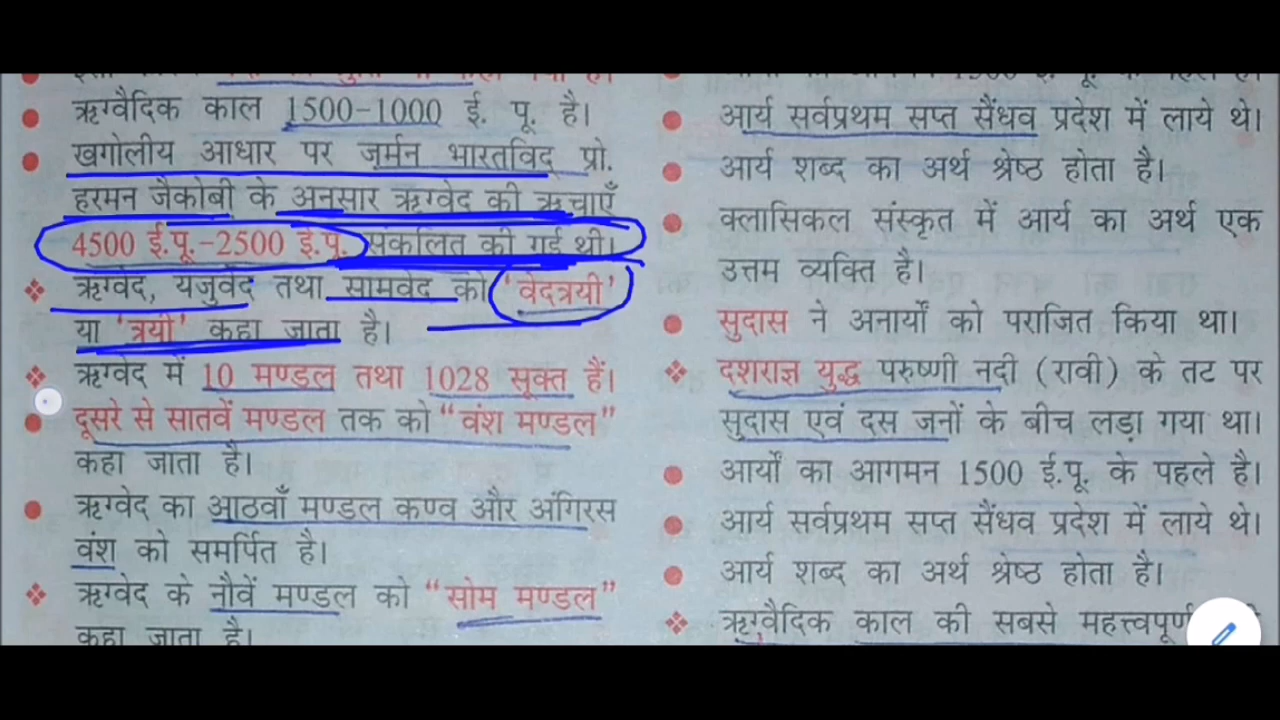 ऋग्वैदिक काल 1500-1000 ई. पू. है।
खगोलीय आधार पर जर्मन भारतविद् प्रो.
हरमन जैकोबी के अनुसार ऋग्वेद की ऋचाएँ
4500 ई.पू.-2500 ई.पू. संकलित की गई थी।
ऋग्वेद, यजुर्वेद तथा सामवेद को 'वेदत्रयी'
या 'त्रयी' कहा जाता है।
ऋग्वेद में 10 मण्डल तथा 1028 सूक्त हैं।
दूसरे से सातवें मण्डल तक को “वंश मण्डल”
कहा जाता है।
ऋग्वेद का आठवाँ मण्डल कण्व और अंगिरस
वंश को समर्पित है।
ऋग्वेद के नौवें मण्डल को “सोम मण्डल”
कहा जाता है।
आर्य सर्वप्रथम सप्त सैंधव प्रदेश में लाये थे।
आर्य शब्द का अर्थ श्रेष्ठ होता है।
क्लासिकल संस्कृत में आर्य का अर्थ एक
उत्तम व्यक्ति है।
सुदास ने अनार्यों को पराजित किया था।
दशराज्ञ युद्ध परुष्णी नदी (रावी) के तट पर
सुदास एवं दस जनों के बीच लड़ा गया था।
आर्यों का आगमन 1500 ई.पू. के पहले है।
आर्य सर्वप्रथम सप्त सैंधव प्रदेश में लाये थे।
आर्य शब्द का अर्थ श्रेष्ठ होता है।
ऋग्वैदिक काल की सबसे महत्त्वपूर्ण